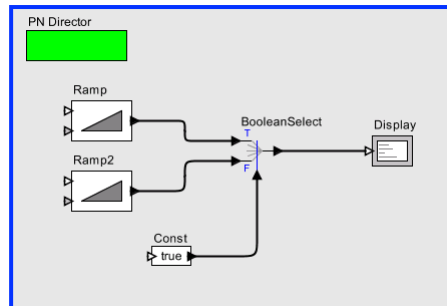 PN Director
Ramp
BooleanSelect
T
Display
Ramp2
F
Const
true